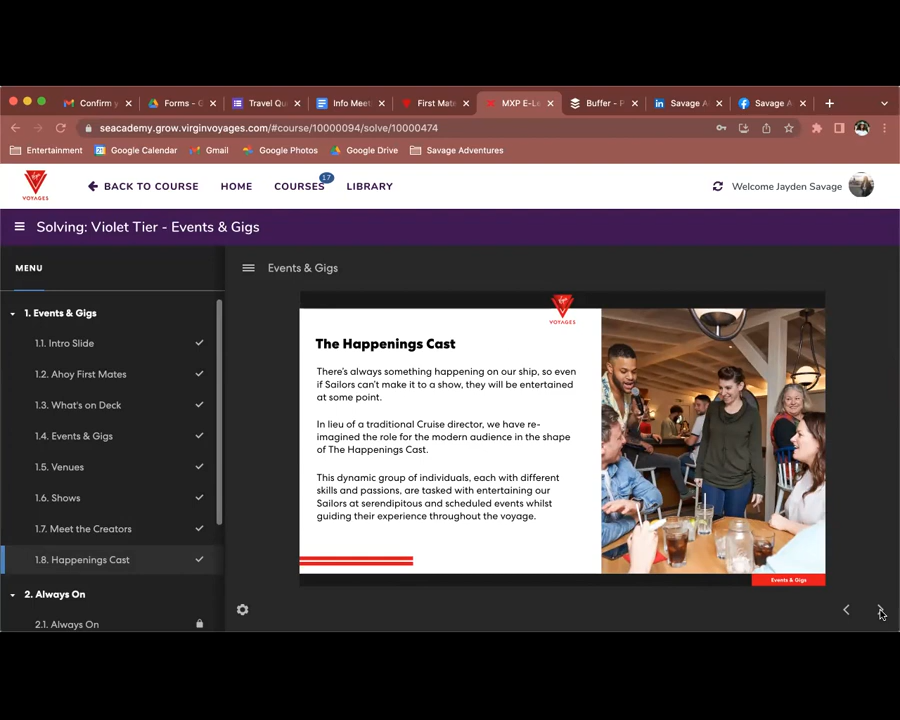 Confirm y
Forms - G
Travel Qu
Info Meet
First Mate
MXP E-Le
Buffer - P
Savage A
Savage A
seacademy.grow.virginvoyages.com/#course/10000094/solve/10000474
Entertainment
Google Calendar
Gmail
Google Photos
Google Drive
Savage Adventures
VOYAGES
BACK TO COURSE
HOME
COURSES
17
LIBRARY
Welcome Jayden Savage
Solving: Violet Tier - Events & Gigs
MENU
Events & Gigs
1. Events & Gigs
1.1. Intro Slide
1.2. Ahoy First Mates
1.3. What's on Deck
1.4. Events & Gigs
1.5. Venues
1.6. Shows
1.7. Meet the Creators
1.8. Happenings Cast
2. Always On
2.1. Always On
VOYAGES
The Happenings Cast
There's always something happening on our ship, so even
if Sailors can't make it to a show, they will be entertained
at some point.
In lieu of a traditional Cruise director, we have re-
imagined the role for the modern audience in the shape
of The Happenings Cast.
This dynamic group of individuals, each with different
skills and passions, are tasked with entertaining our
Sailors at serendipitous and scheduled events whilst
guiding their experience throughout the voyage.
Events & Gigs